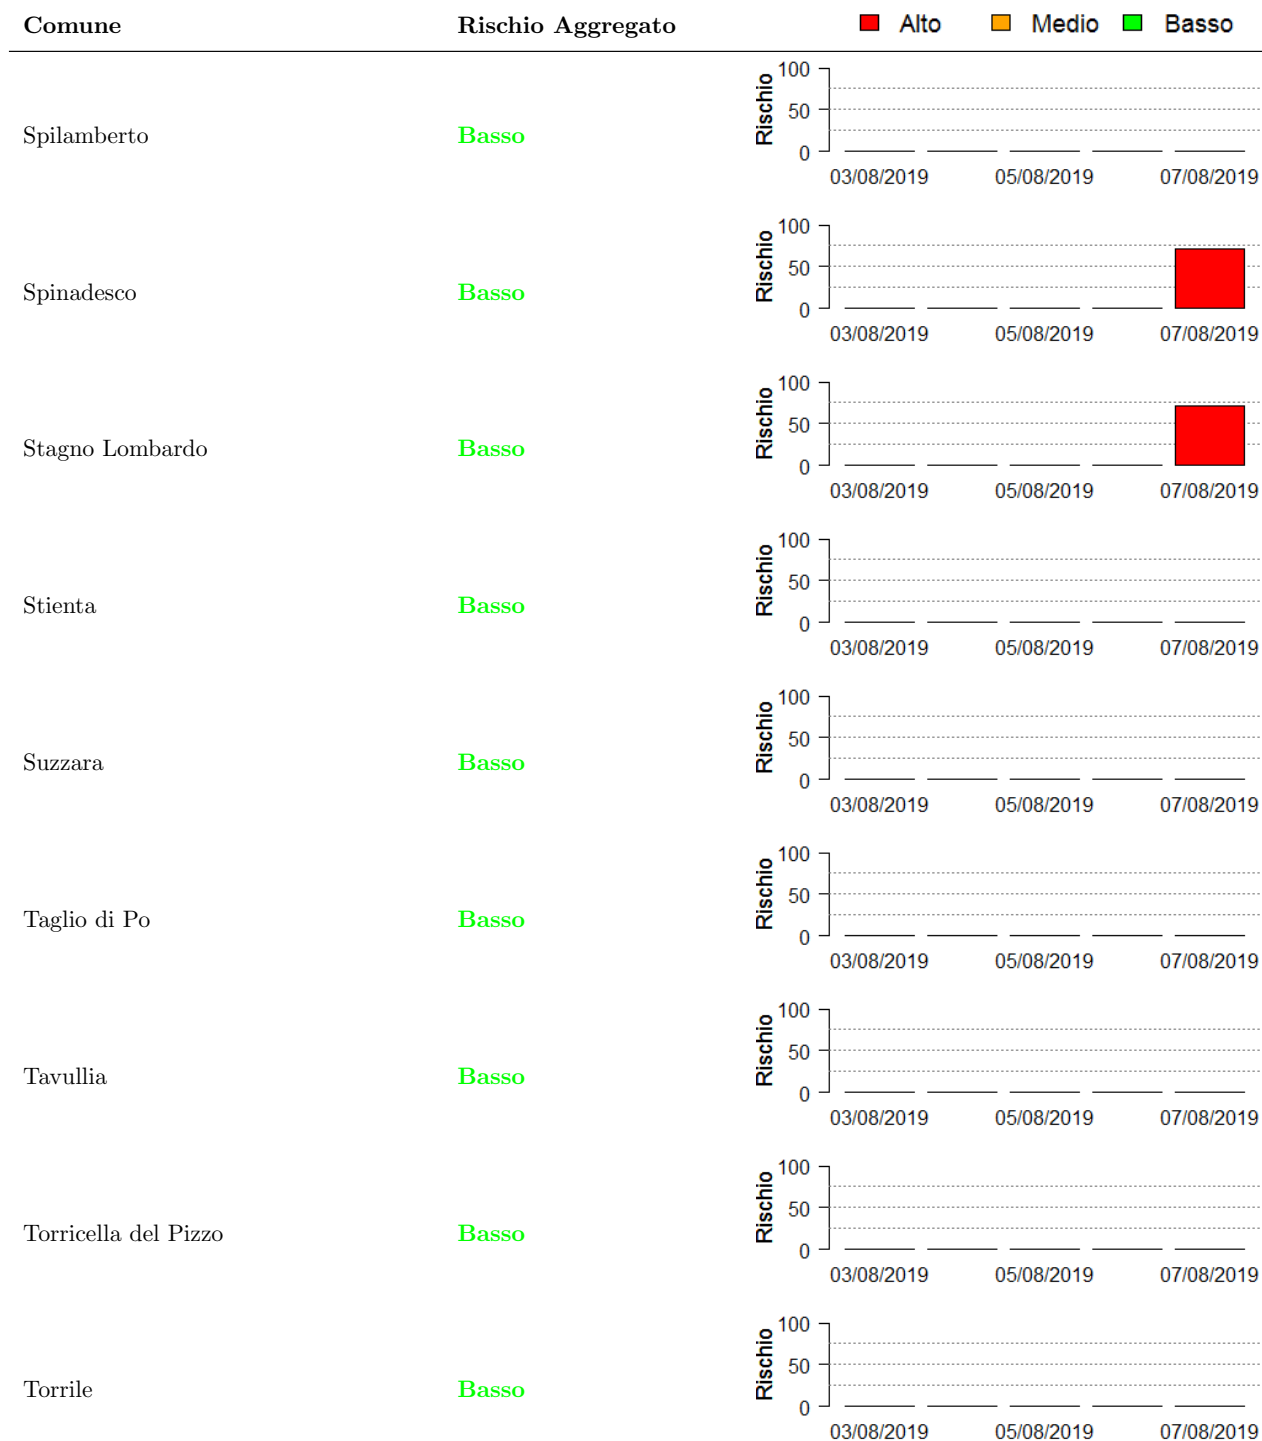 Comune Rischio Aggregato Alto Medio Basso
Spilamberto Basso Rischio 100 50 0
03/08/2019 05/08/2019 07/08/2019
Spinadesco Basso Rischio 100 50 0
03/08/2019 05/08/2019 07/08/2019
Stagno Lombardo Basso Rischio 100 50 0
03/08/2019 05/08/2019 07/08/2019
Stienta Basso Rischio 100 50 0
03/08/2019 05/08/2019 07/08/2019
Suzzara Basso Rischio 100 50 0
03/08/2019 05/08/2019 07/08/2019
Taglio di Po Basso Rischio 100 50 0
03/08/2019 05/08/2019 07/08/2019
Tavullia Basso Rischio 100 50 0
03/08/2019 05/08/2019 07/08/2019
Torricella del Pizzo Basso Rischio 100 50 0
03/08/2019 05/08/2019 07/08/2019
Torrile Basso Rischio 100 50 0
03/08/2019 05/08/2019 07/08/2019